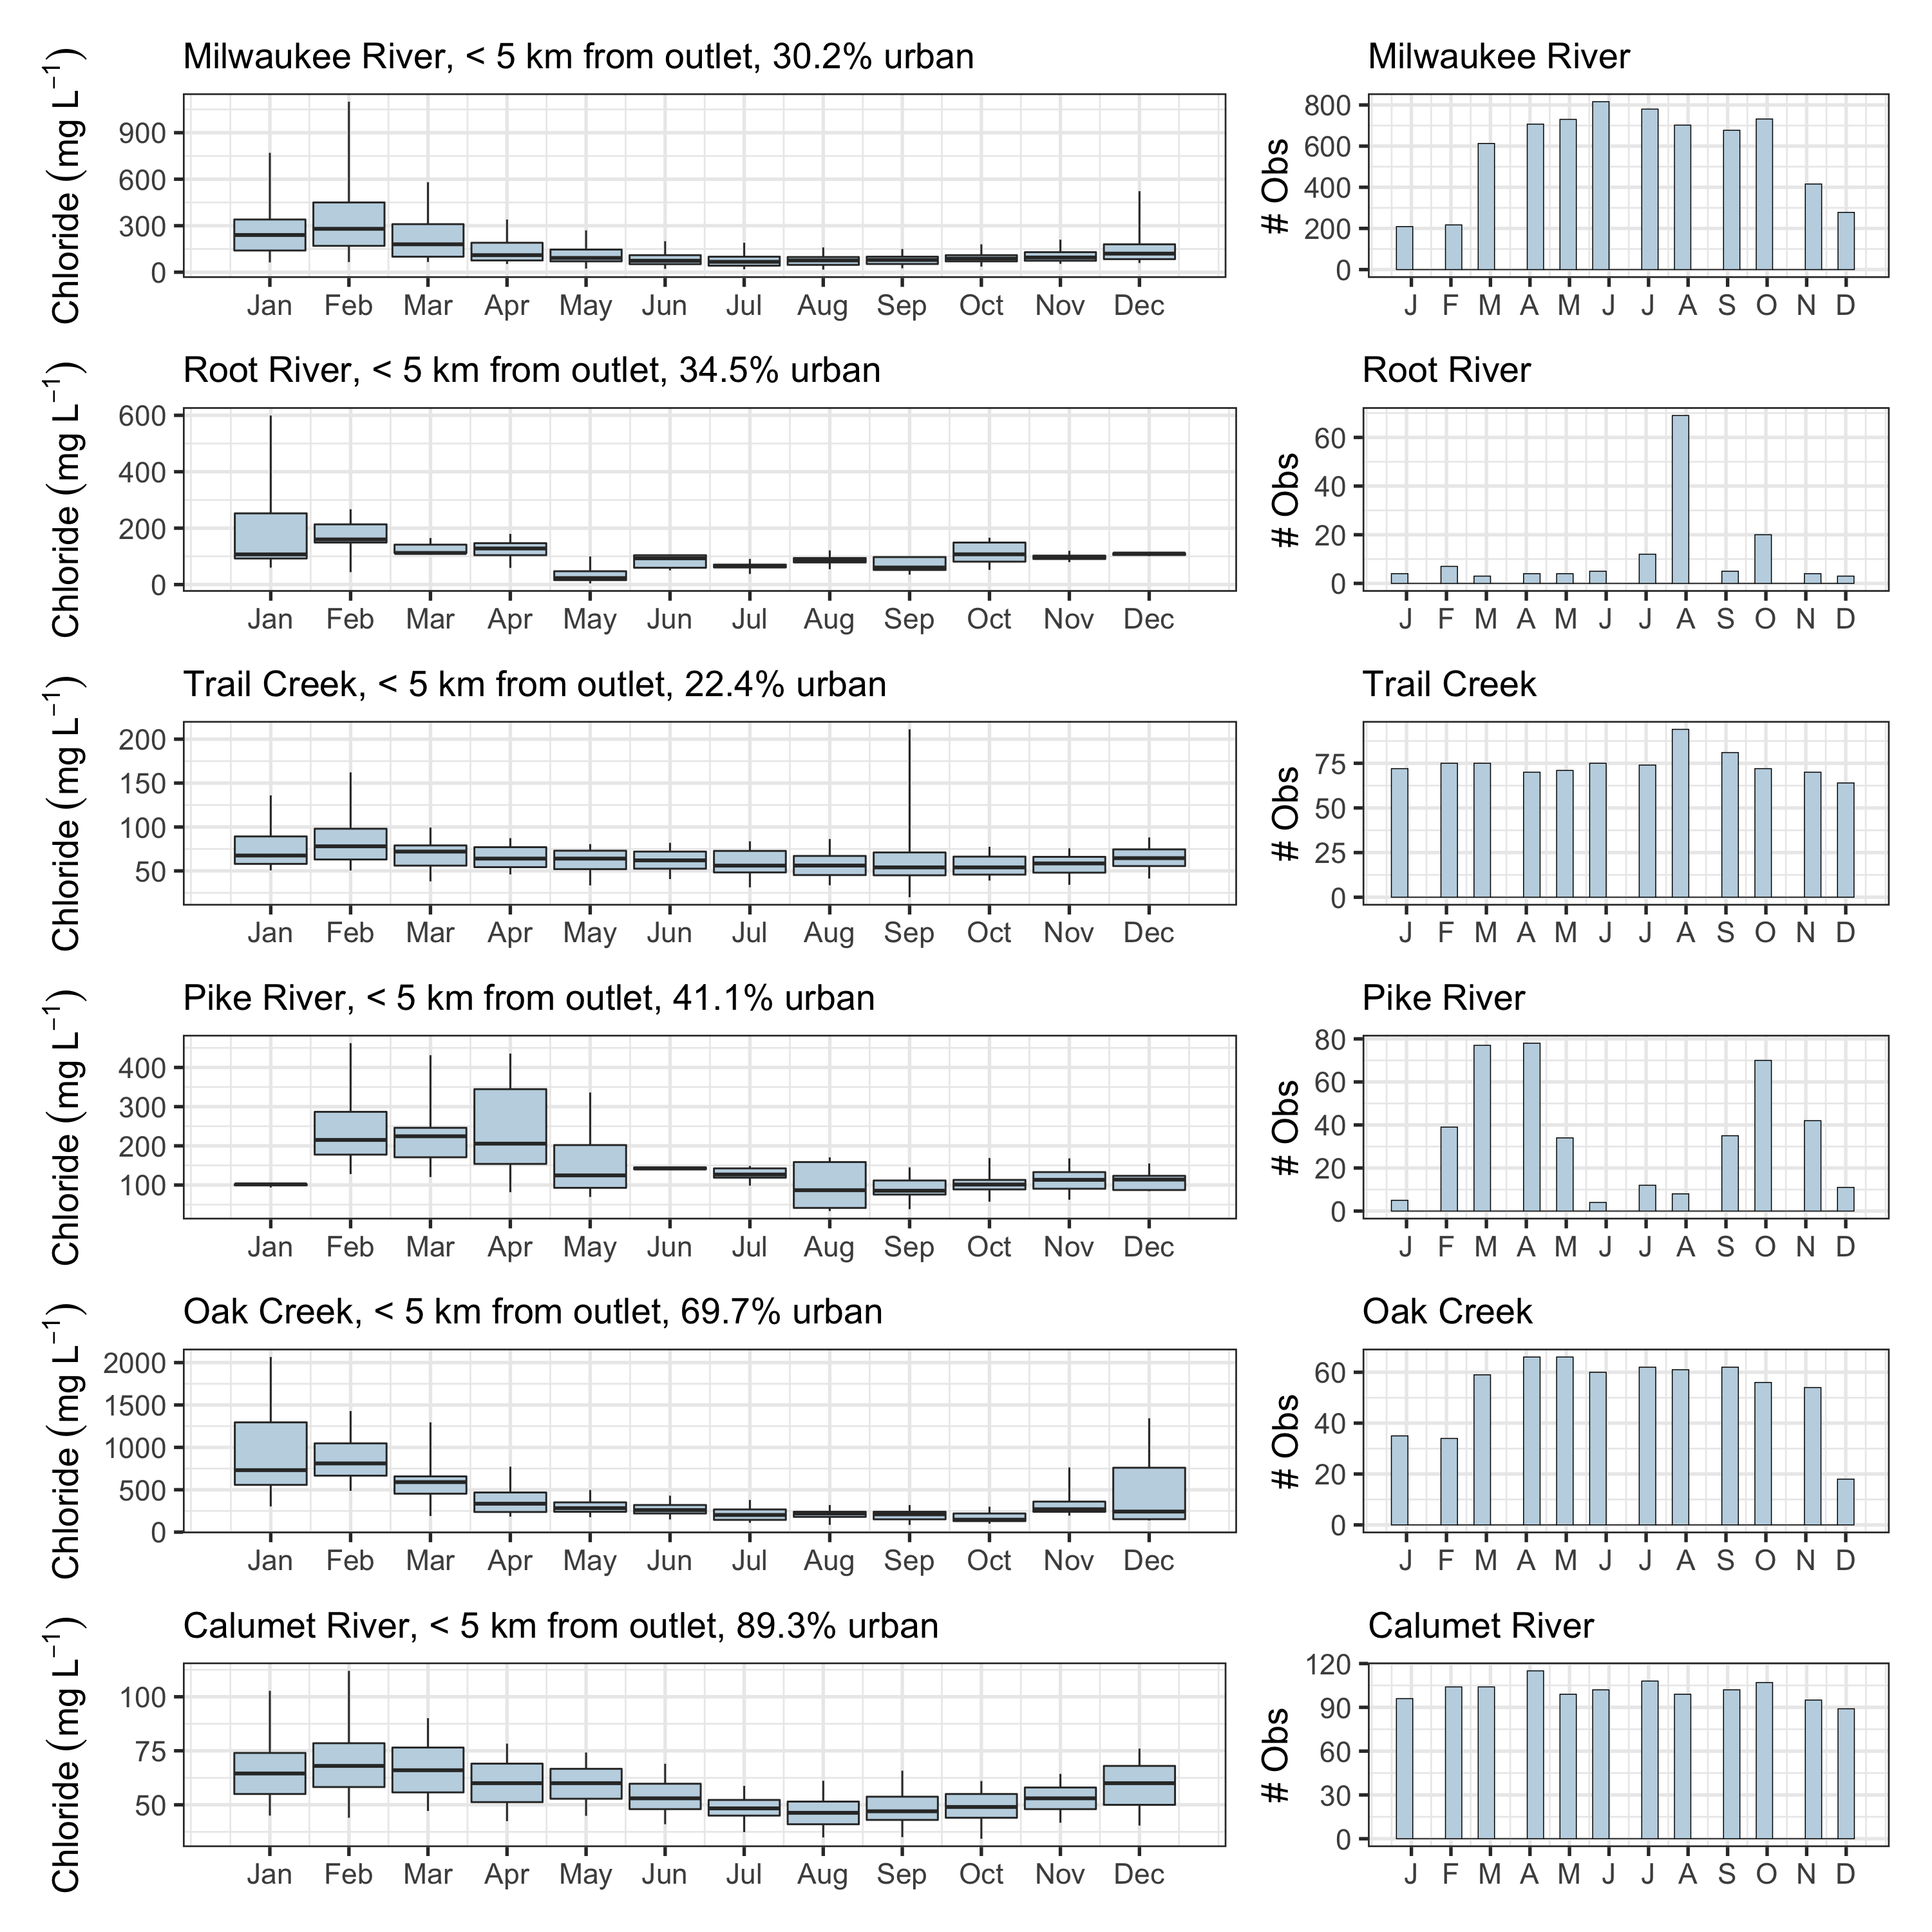 Milwaukee River, < 5 km from outlet, 30.2% urban
Chloride (mg L⁻¹)
900
600
300
0
Jan Feb Mar Apr May Jun Jul Aug Sep Oct Nov Dec
Milwaukee River
# Obs
800
600
400
200
0
J F M A M J J A S O N D
Root River, < 5 km from outlet, 34.5% urban
Chloride (mg L⁻¹)
600
400
200
0
Jan Feb Mar Apr May Jun Jul Aug Sep Oct Nov Dec
Root River
# Obs
60
40
20
0
J F M A M J J A S O N D
Trail Creek, < 5 km from outlet, 22.4% urban
Chloride (mg L⁻¹)
200
150
100
50
Jan Feb Mar Apr May Jun Jul Aug Sep Oct Nov Dec
Trail Creek
# Obs
75
50
25
0
J F M A M J J A S O N D
Pike River, < 5 km from outlet, 41.1% urban
Chloride (mg L⁻¹)
400
300
200
100
Jan Feb Mar Apr May Jun Jul Aug Sep Oct Nov Dec
Pike River
# Obs
80
60
40
20
0
J F M A M J J A S O N D
Oak Creek, < 5 km from outlet, 69.7% urban
Chloride (mg L⁻¹)
2000
1500
1000
500
0
Jan Feb Mar Apr May Jun Jul Aug Sep Oct Nov Dec
Oak Creek
# Obs
60
40
20
0
J F M A M J J A S O N D
Calumet River, < 5 km from outlet, 89.3% urban
Chloride (mg L⁻¹)
100
75
50
Jan Feb Mar Apr May Jun Jul Aug Sep Oct Nov Dec
Calumet River
# Obs
120
90
60
30
0
J F M A M J J A S O N D